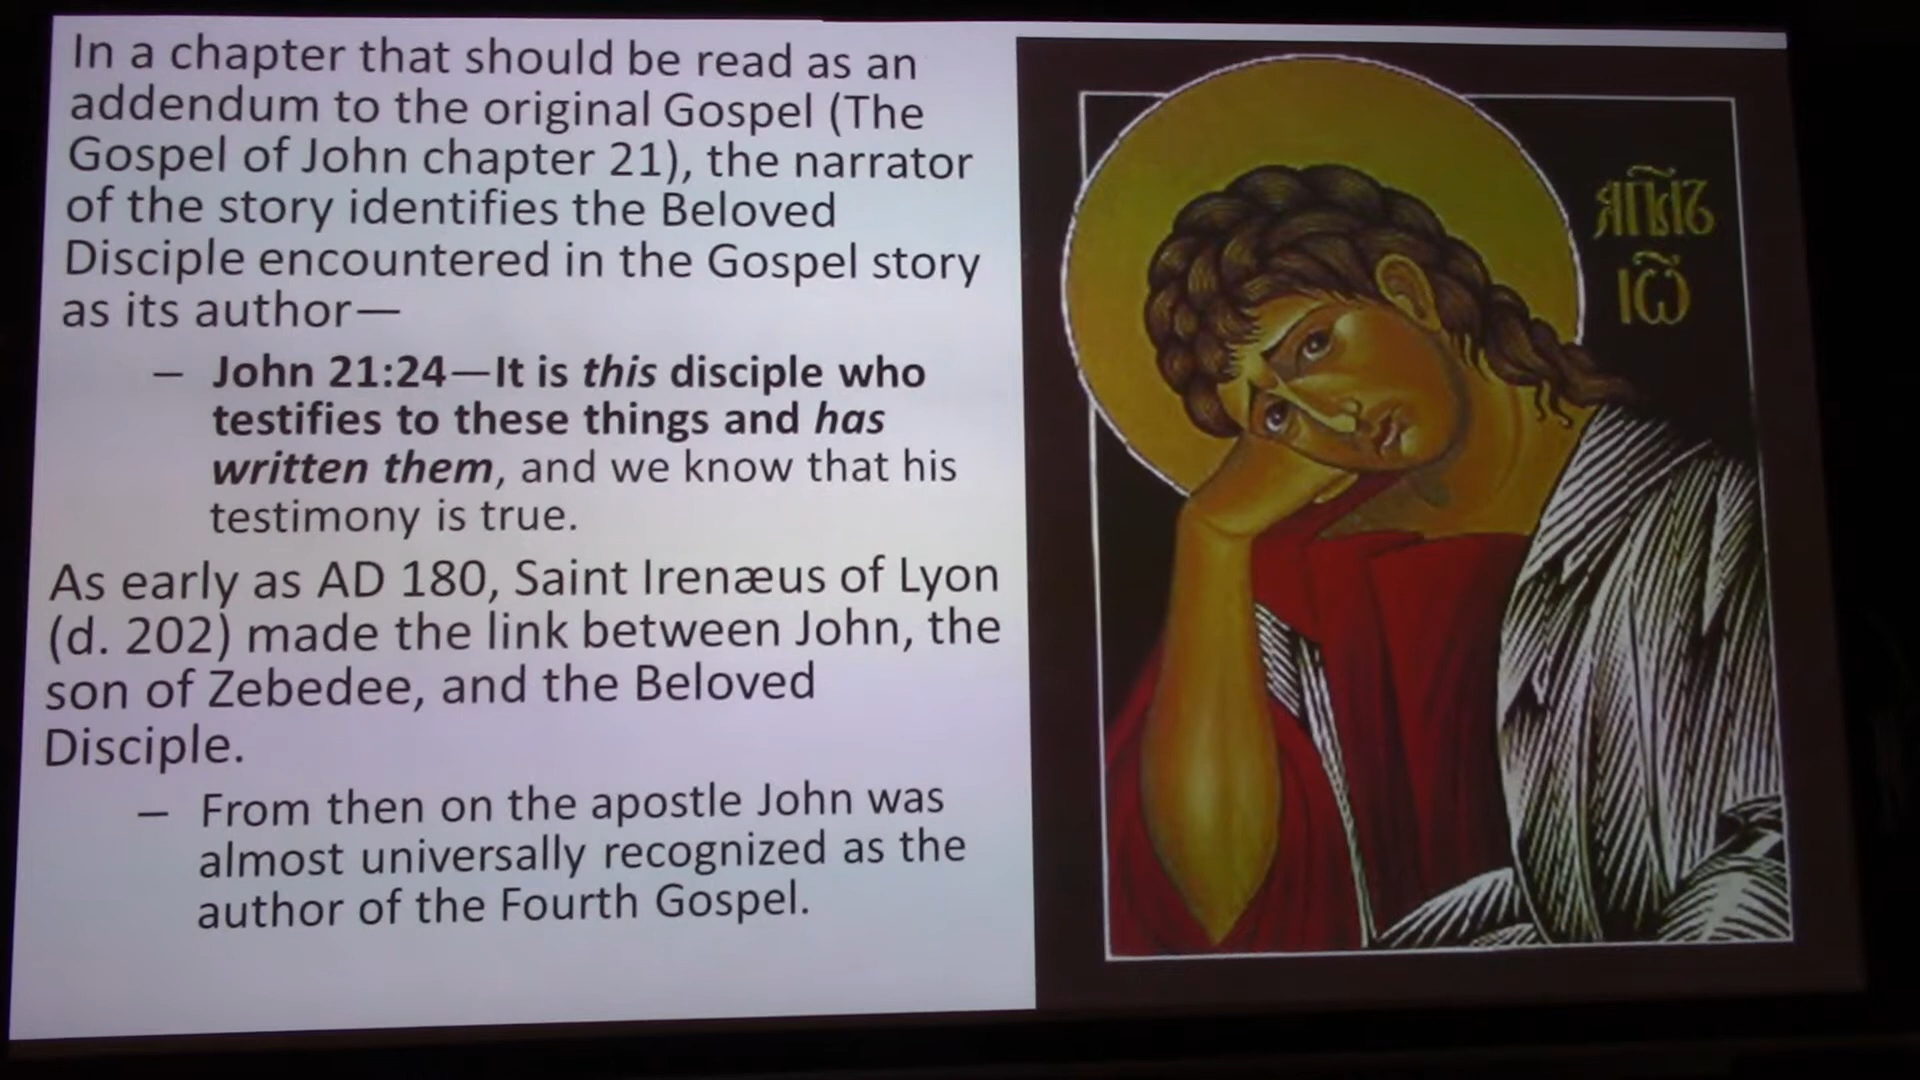 In a chapter that should be read as an
addendum to the original Gospel (The
Gospel of John chapter 21), the narrator
of the story identifies the Beloved
Disciple encountered in the Gospel story
as its author—
– John 21:24—It is this disciple who
testifies to these things and has
written them, and we know that his
testimony is true.
As early as AD 180, Saint Irenæus of Lyon
(d. 202) made the link between John, the
son of Zebedee, and the Beloved
Disciple.
– From then on the apostle John was
almost universally recognized as the
author of the Fourth Gospel.